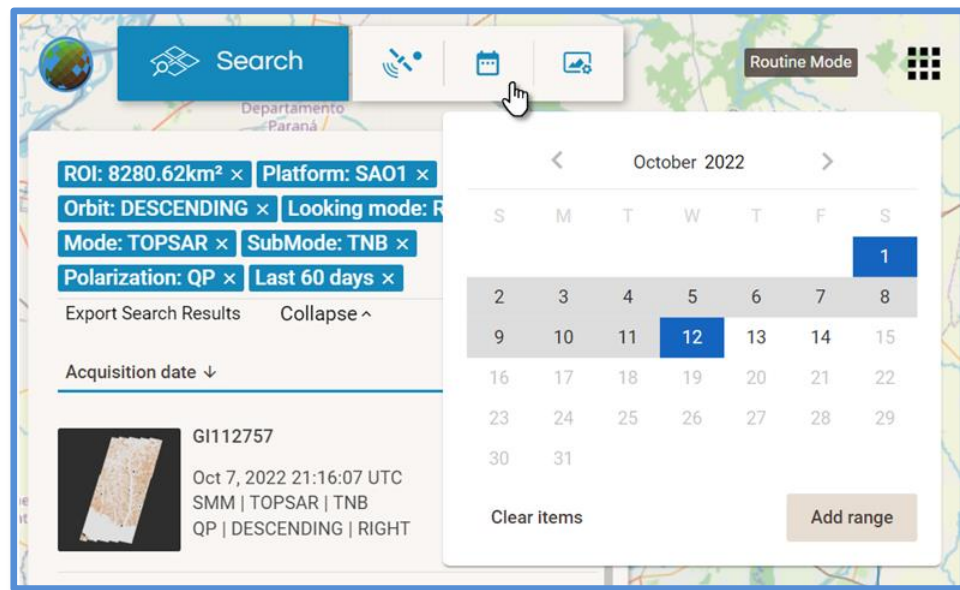 Search
Routine Mode
Departamento
Paraná
ROI: 8280.62km² × Platform: SAO1 ×
Orbit: DESCENDING × Looking mode: R
Mode: TOPSAR × SubMode: TNB ×
Polarization: QP × Last 60 days ×
Export Search Results Collapse ^
Acquisition date ↓
GI112757
Oct 7, 2022 21:16:07 UTC
SMM | TOPSAR | TNB
QP | DESCENDING | RIGHT
< October 2022 >
S M T W T F S
1
2 3 4 5 6 7 8
9 10 11 12 13 14 15
16 17 18 19 20 21 22
23 24 25 26 27 28 29
30 31
Clear items Add range